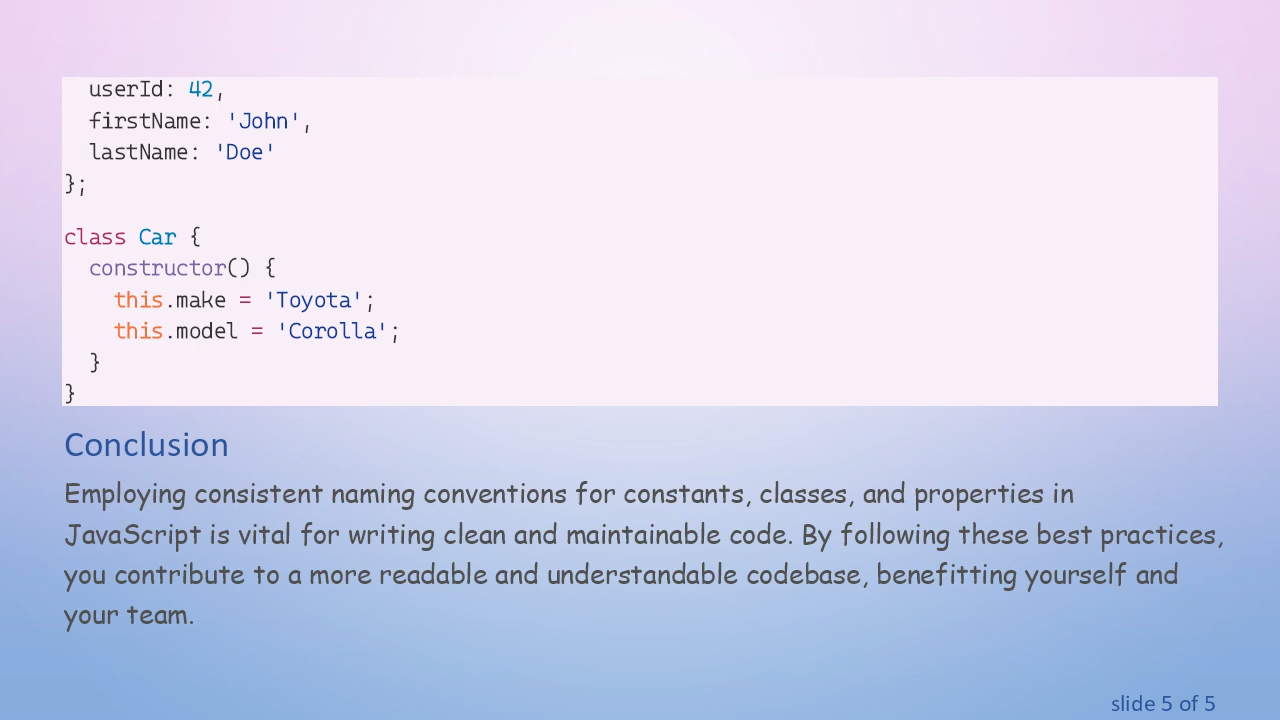 userId: 42,
firstName: 'John',
lastName: 'Doe'
};
class Car {
constructor() {
this.make = 'Toyota';
this.model = 'Corolla';
}
}
Conclusion
Employing consistent naming conventions for constants, classes, and properties in
JavaScript is vital for writing clean and maintainable code. By following these best practices,
you contribute to a more readable and understandable codebase, benefitting yourself and
your team.
slide 5 of 5